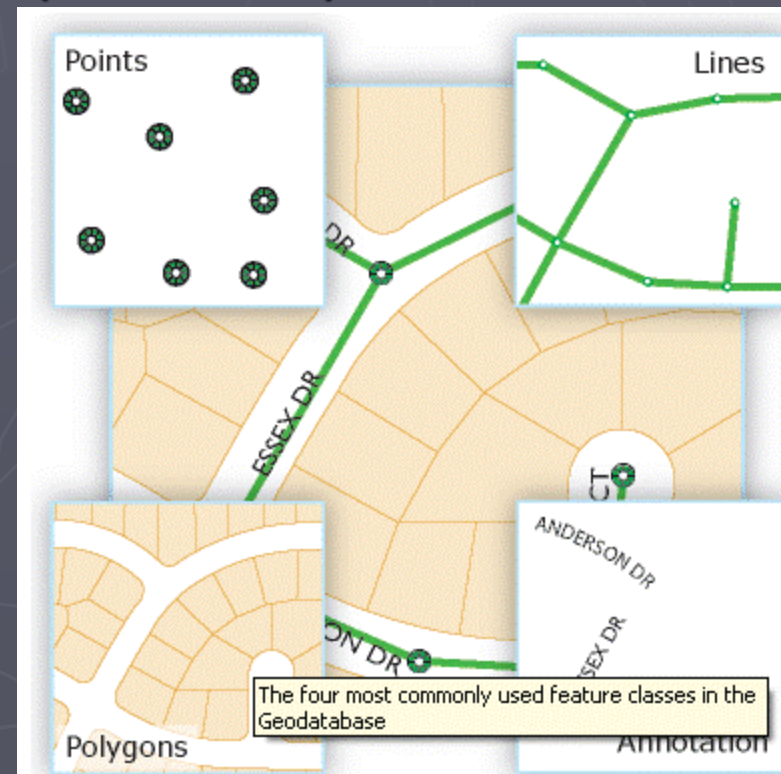 Points
Lines
DR
ESSEX DR
CT
ANDERSON DR
SSEX DR
ON DR
The four most commonly used feature classes in the
Geodatabase
Polygons
Annotation